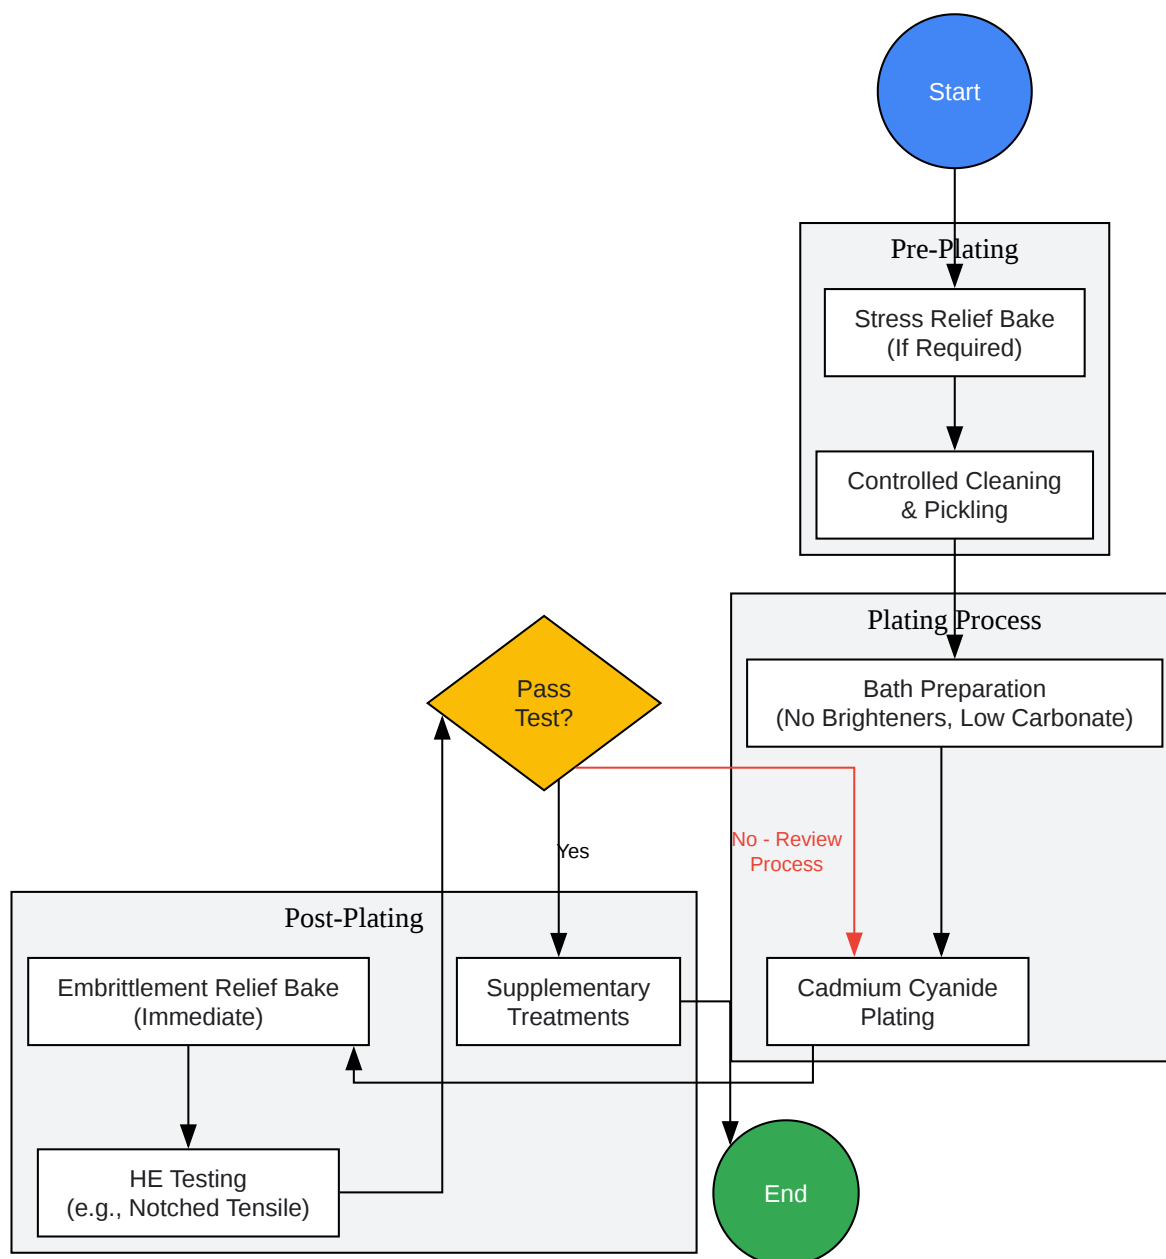 Start
Pre-Plating
Stress Relief Bake
(If Required)
Controlled Cleaning
& Pickling
Plating Process
Bath Preparation
(No Brighteners, Low Carbonate)
Pass
Test?
No - Review
Process
Yes
Post-Plating
Embrittlement Relief Bake
(Immediate)
Supplementary
Treatments
Cadmium Cyanide
Plating
HE Testing
(e.g., Notched Tensile)
End